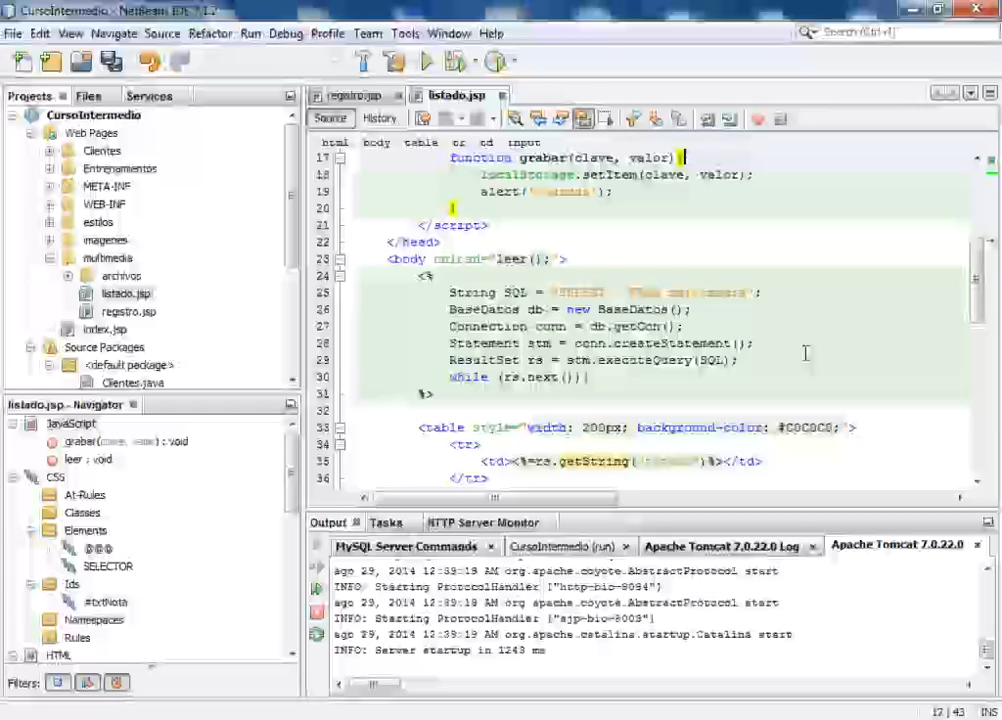 CursoIntermedio - NetBeans IDE 7.1.2
File Edit View Navigate Source Refactor Run Debug Profile Team Tools Window Help
Search (Ctrl+I)
Projects Files Services
registro.jsp listado.jsp
CursoIntermedio
Source History
Web Pages
html body table tr td input
Clientes
17 function grabar(clave, valor){
Entrenamientos
18 localStorage.setItem(clave, valor);
META-INF
19 alert(
WEB-INF
20 }
estilos
21 </script>
imagenes
22 </head>
multimedia
23 <body onload="leer();">
archivos
24 <%
listado.jsp
25 String SQL =
registro.jsp
26 BaseDatos db = new BaseDatos();
index.jsp
27 Connection conn = db.getCon();
Source Packages
28 Statement stm = conn.createStatement();
<default package>
29 ResultSet rs = stm.executeQuery(SQL);
Clientes.java
30 while (rs.next()){
31 %>
listado.jsp - Navigator
32
JavaScript
33 <table style="width: 200px; background-color: #C0C0C0;">
grabar( ) : void
34 <tr>
leer : void
35 <td><%=rs.getString( )%></td>
CSS
36 </tr>
At-Rules
Classes
Elements
@@@
SELECTOR
Ids
#txtNota
Namespaces
Rules
HTML
Filters:
Output Tasks HTTP Server Monitor
MySQL Server Commands CursoIntermedio (run) Apache Tomcat 7.0.22.0 Log Apache Tomcat 7.0.22.0
ago 29, 2014 12:39:19 AM org.apache.coyote.AbstractProtocol start
INFO: Starting ProtocolHandler ["http-bio-8084"]
ago 29, 2014 12:39:19 AM org.apache.coyote.AbstractProtocol start
INFO: Starting ProtocolHandler ["ajp-bio-8009"]
ago 29, 2014 12:39:19 AM org.apache.catalina.startup.Catalina start
INFO: Server startup in 1243 ms
17 | 43 INS